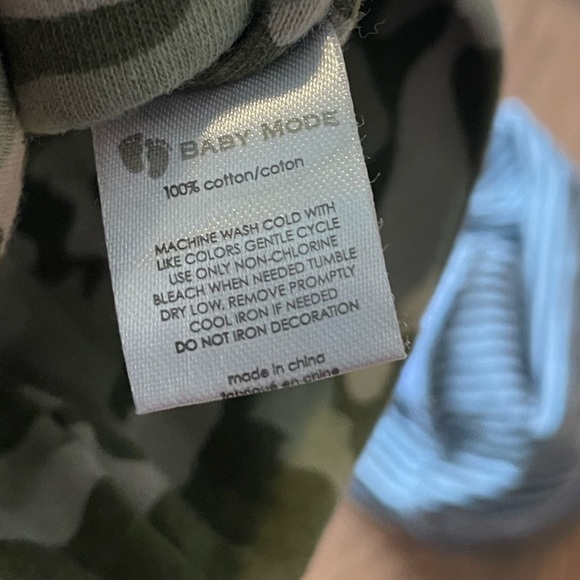 BABY MODE
100% cotton/coton
MACHINE WASH COLD WITH
LIKE COLORS GENTLE CYCLE
USE ONLY NON-CHLORINE
BLEACH WHEN NEEDED TUMBLE
DRY LOW, REMOVE PROMPTLY
COOL IRON IF NEEDED
DO NOT IRON DECORATION
made in china
fabriqué en chine